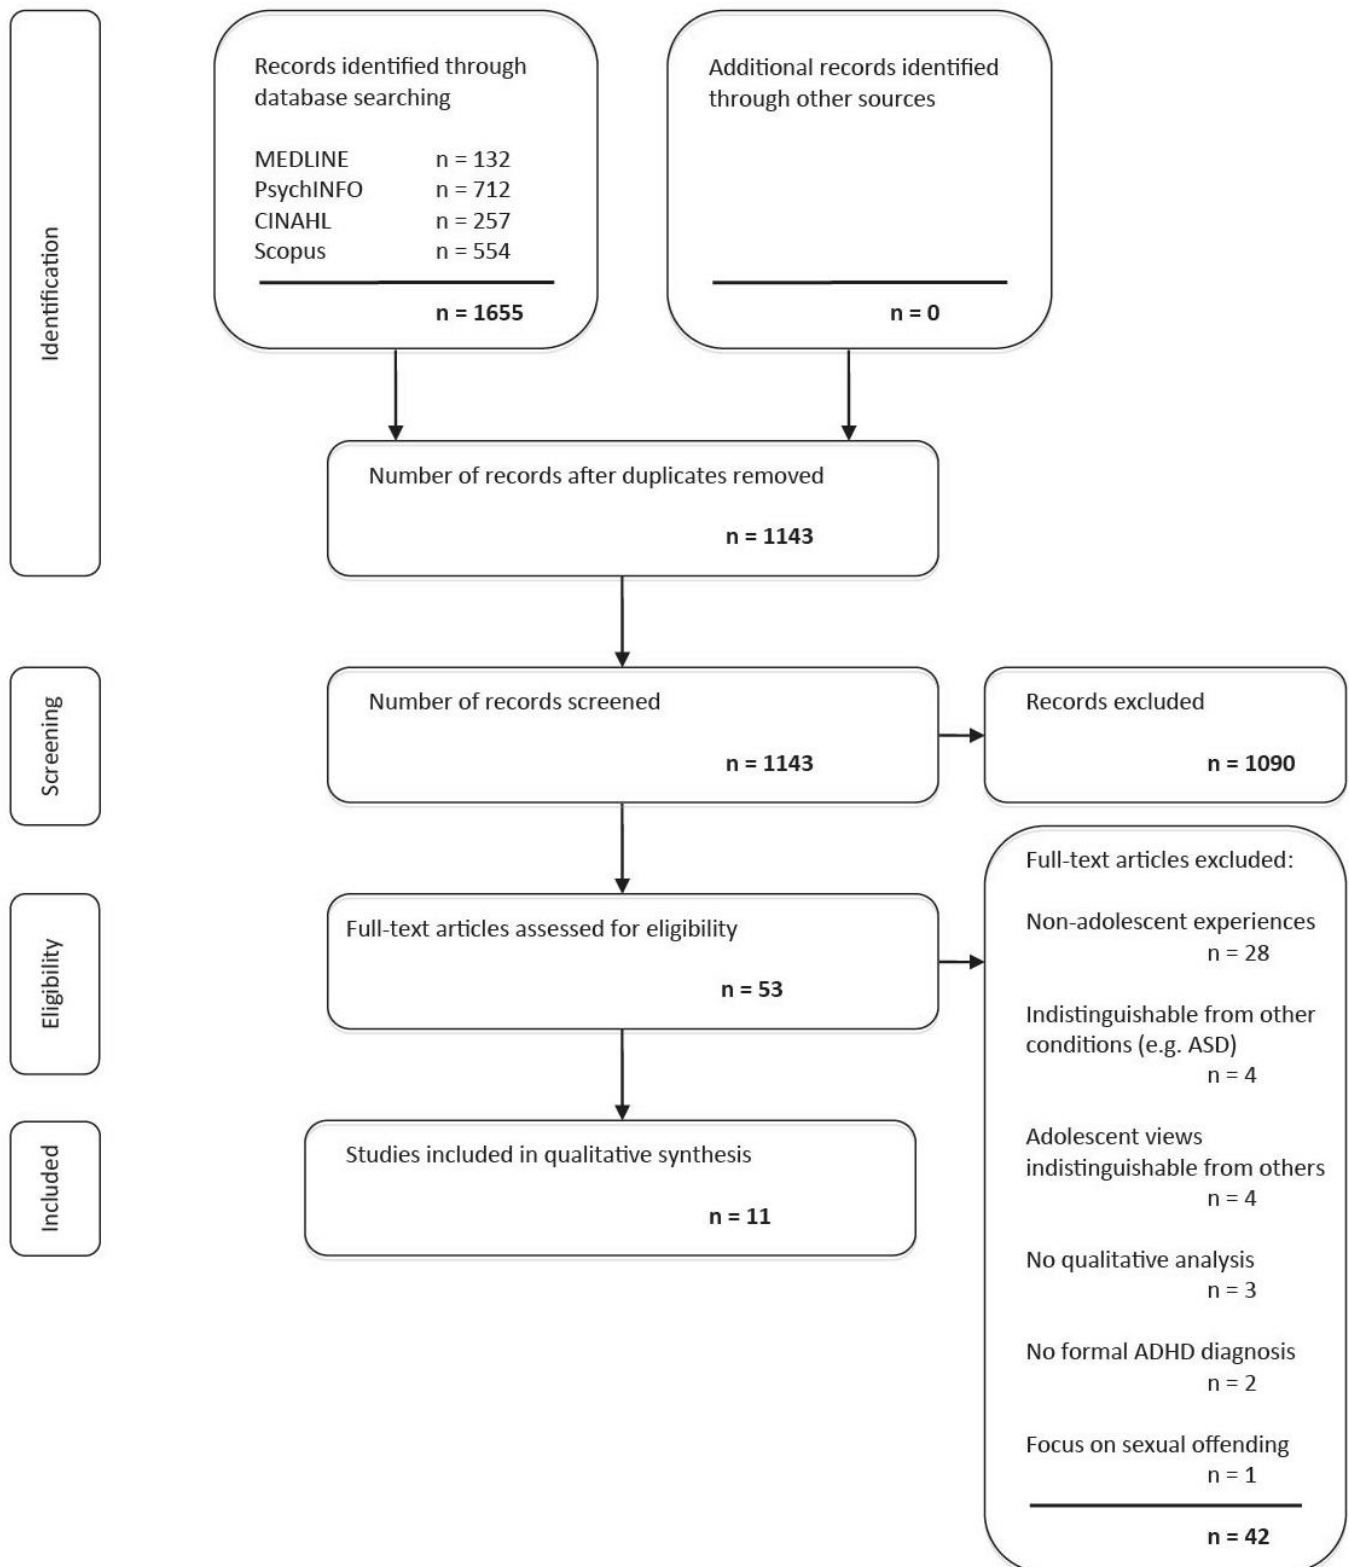 Identification
Records identified through
database searching
MEDLINE n = 132
PsychINFO n = 712
CINAHL n = 257
Scopus n = 554
n = 1655
Additional records identified
through other sources
n = 0
Number of records after duplicates removed
n = 1143
Screening
Number of records screened
n = 1143
Records excluded
n = 1090
Eligibility
Full-text articles assessed for eligibility
n = 53
Full-text articles excluded:
Non-adolescent experiences
n = 28
Indistinguishable from other
conditions (e.g. ASD)
n = 4
Adolescent views
indistinguishable from others
n = 4
No qualitative analysis
n = 3
No formal ADHD diagnosis
n = 2
Focus on sexual offending
n = 1
n = 42
Included
Studies included in qualitative synthesis
n = 11